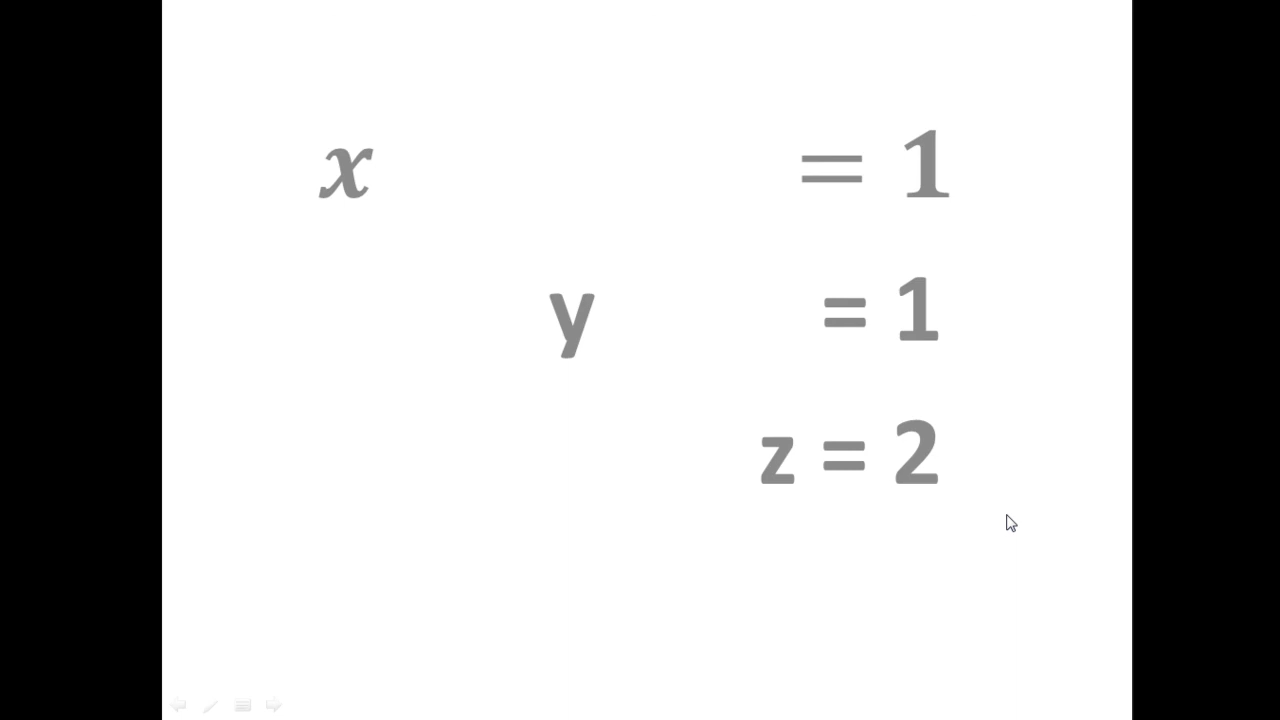 x = 1
y = 1
z = 2